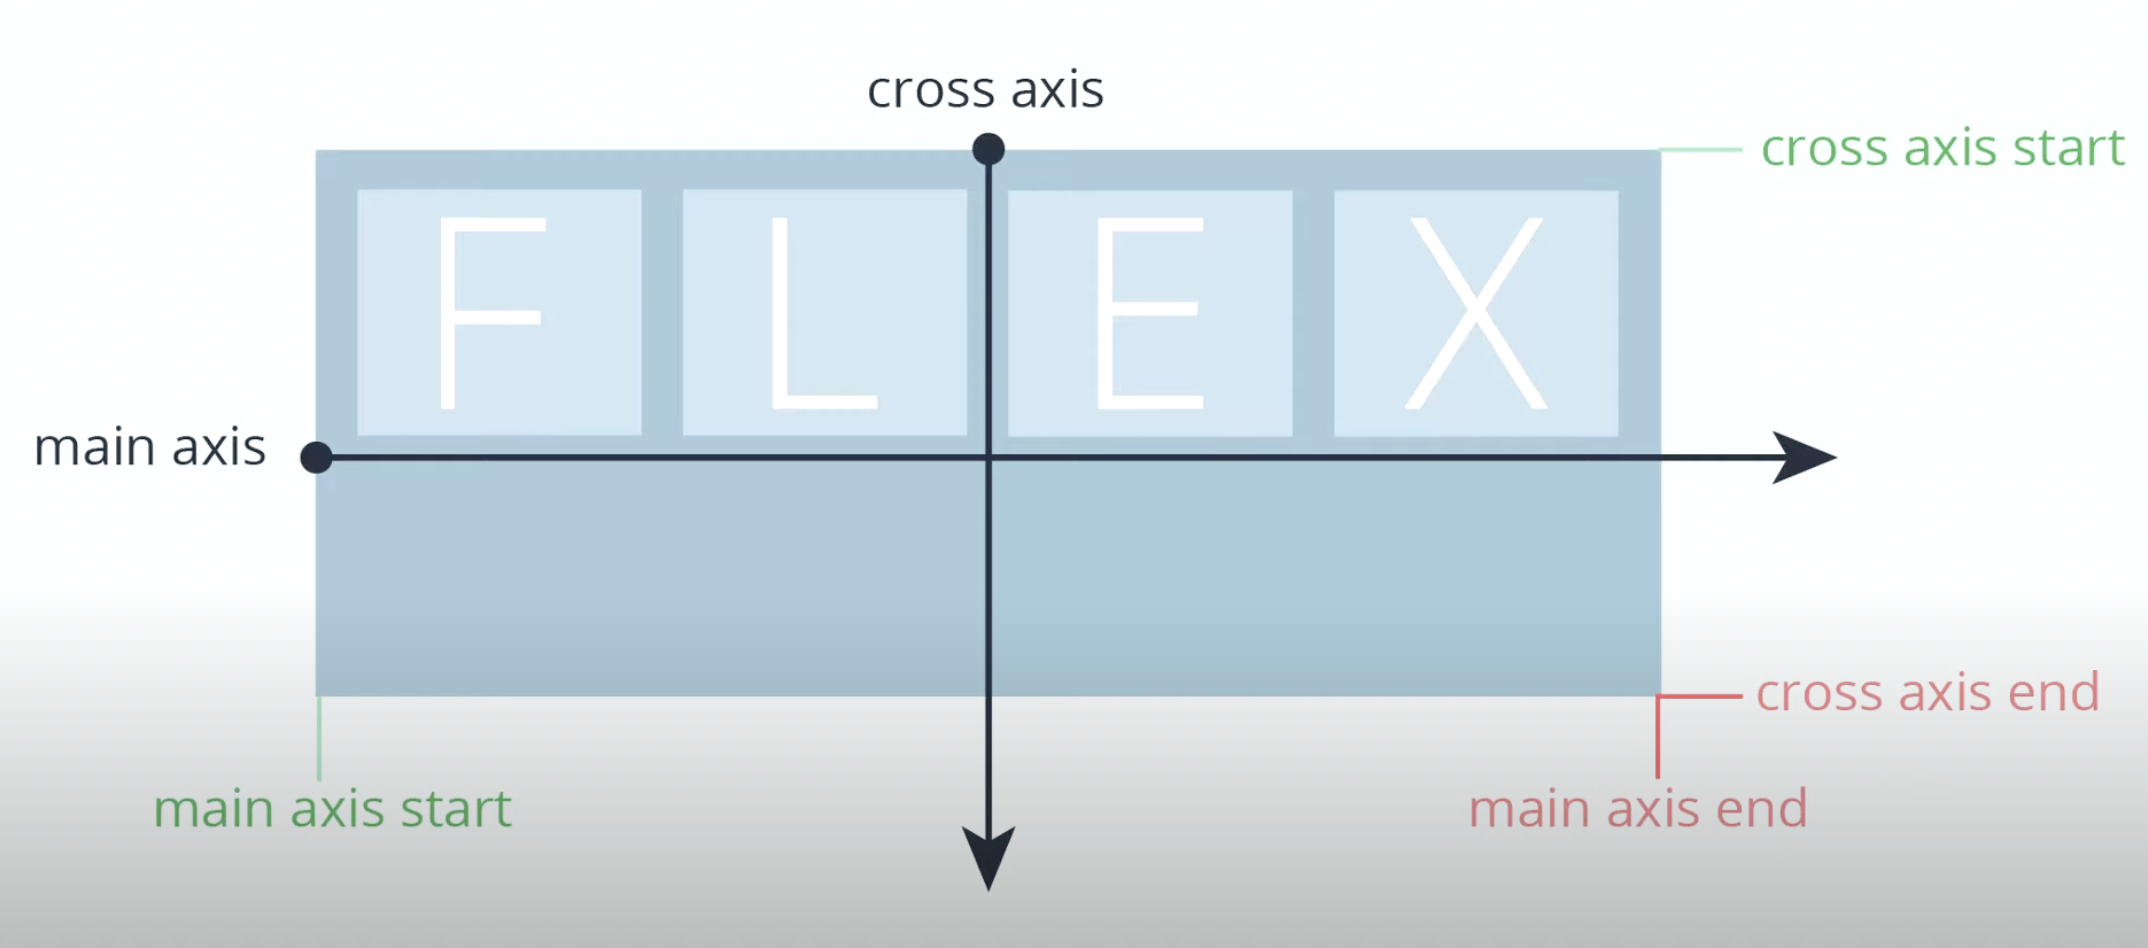 cross axis
cross axis start
F L E X
main axis
cross axis end
main axis start
main axis end